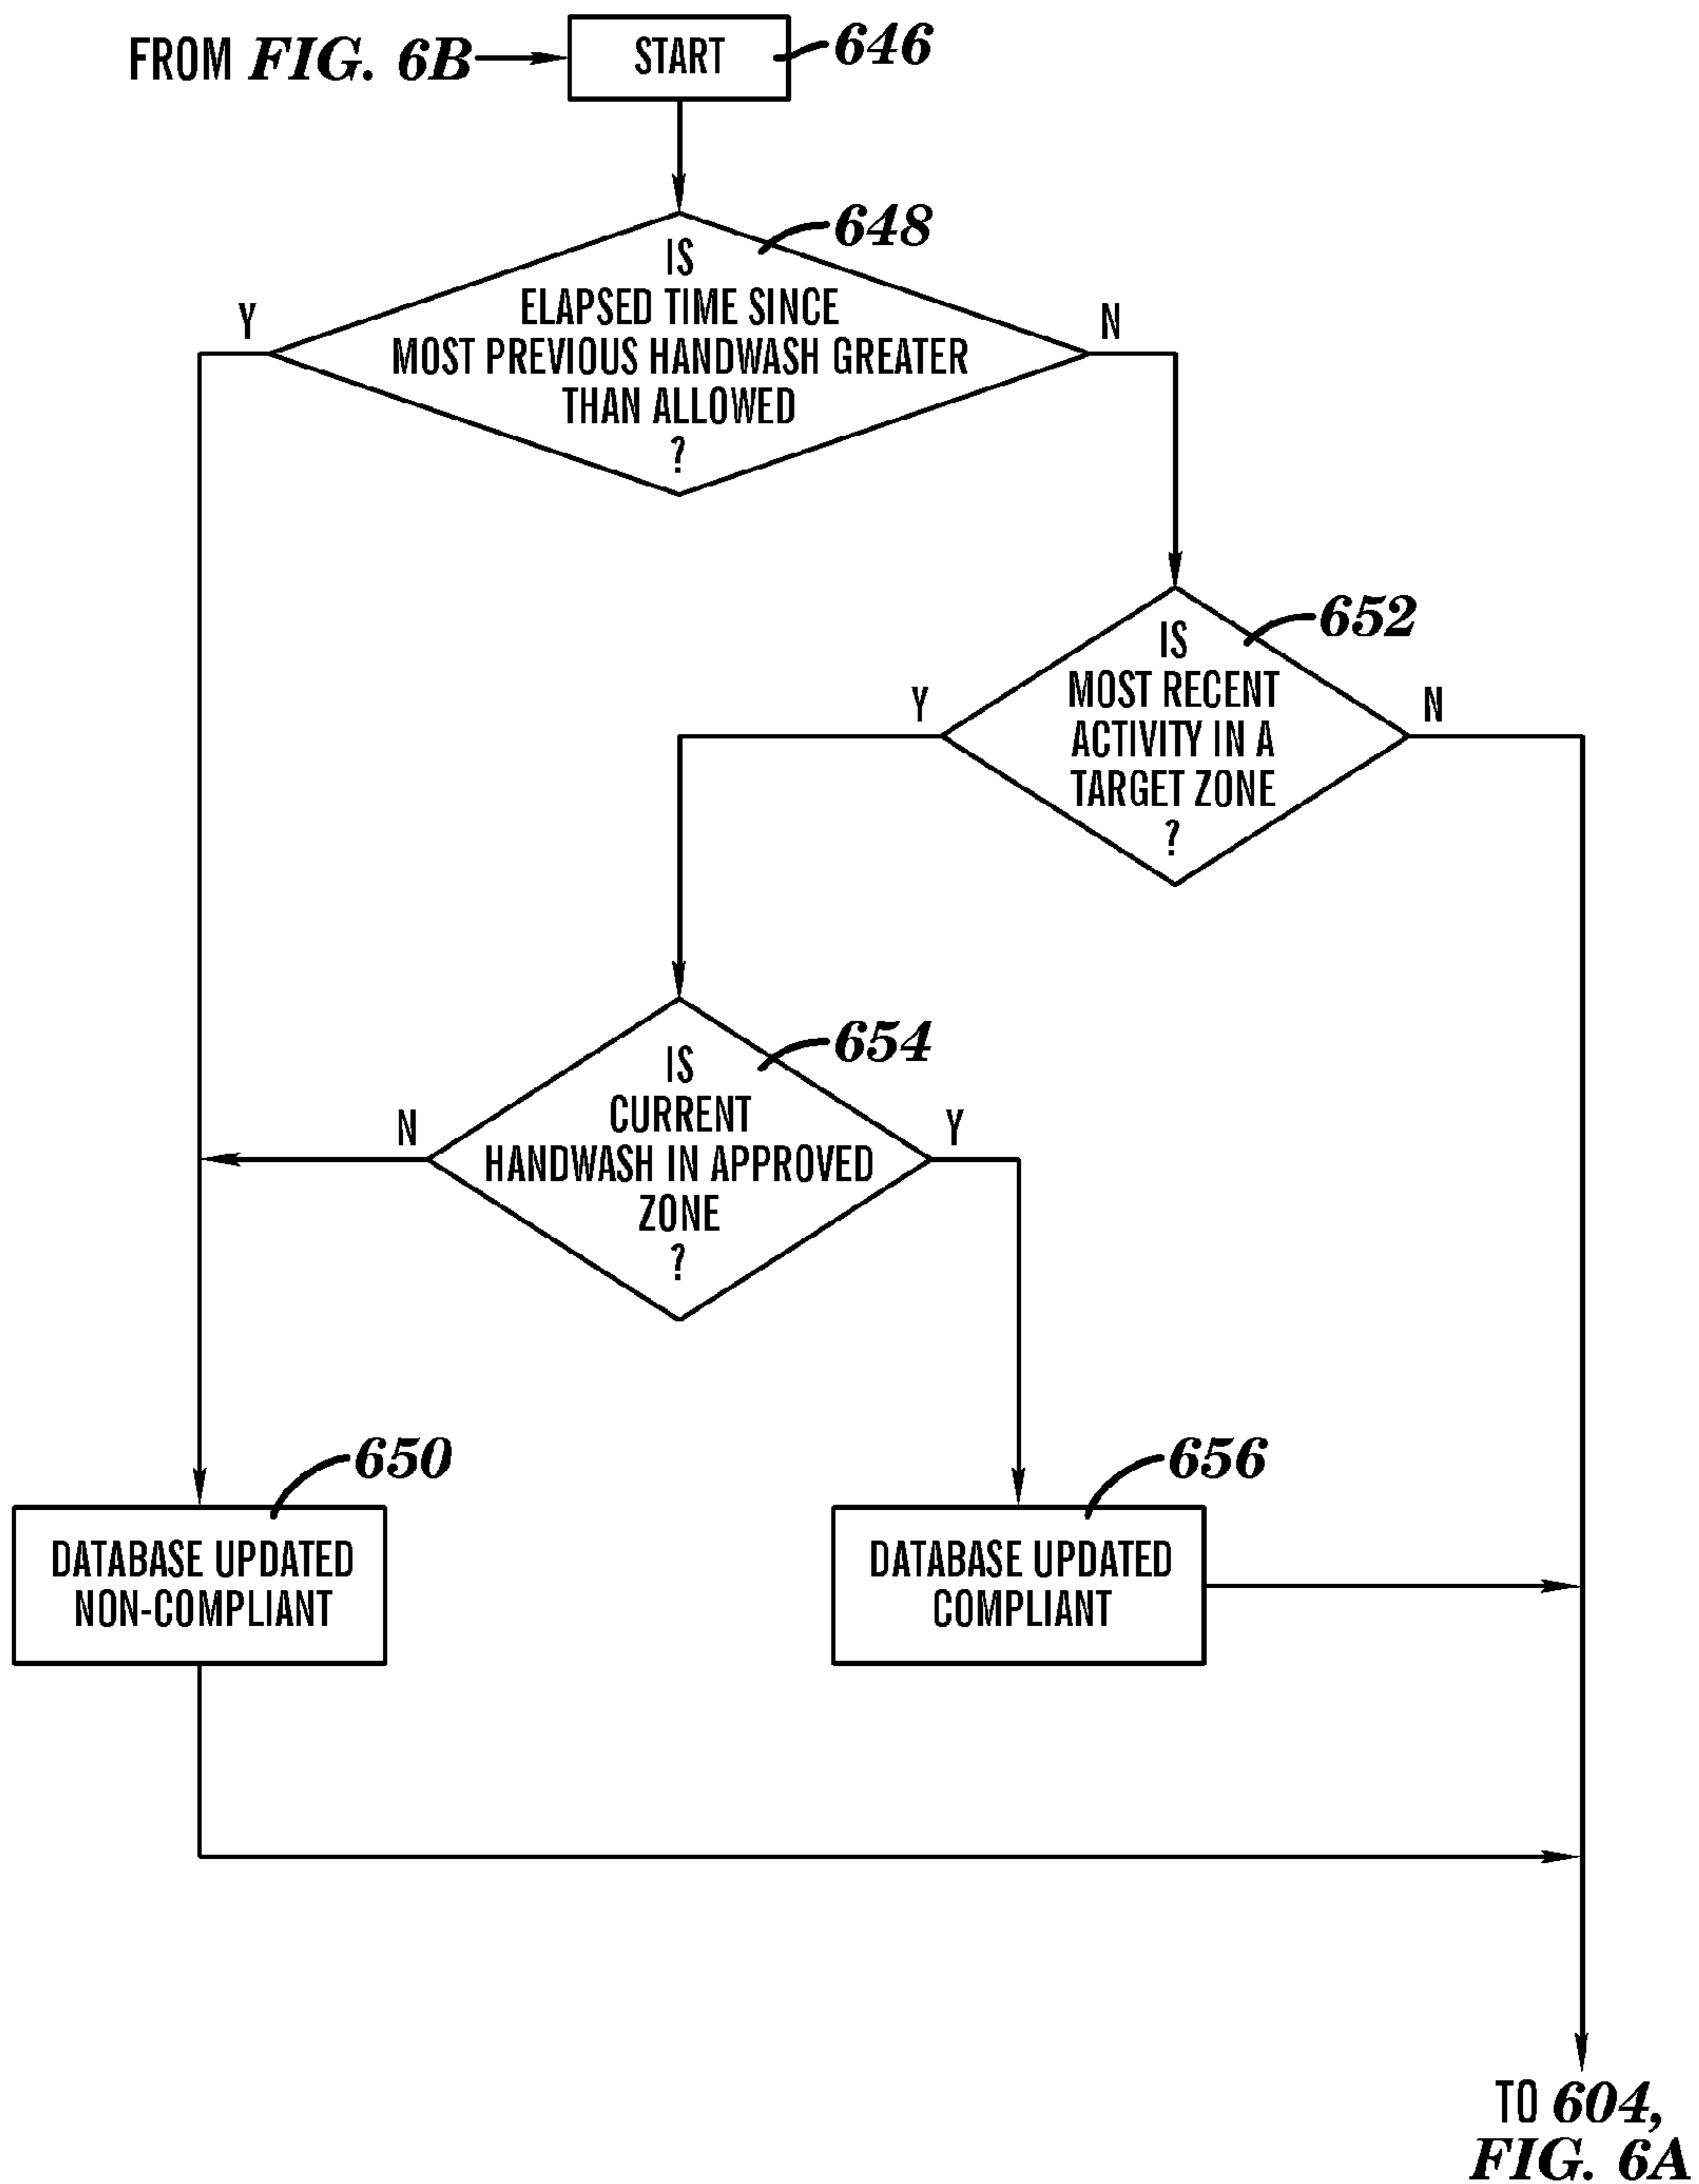 FROM FIG. 6B
START
646
648
IS
ELAPSED TIME SINCE
MOST PREVIOUS HANDWASH GREATER
THAN ALLOWED
?
Y
N
652
IS
MOST RECENT
ACTIVITY IN A
TARGET ZONE
?
Y
N
654
IS
CURRENT
HANDWASH IN APPROVED
ZONE
?
N
Y
650
DATABASE UPDATED
NON-COMPLIANT
656
DATABASE UPDATED
COMPLIANT
TO 604,
FIG. 6A